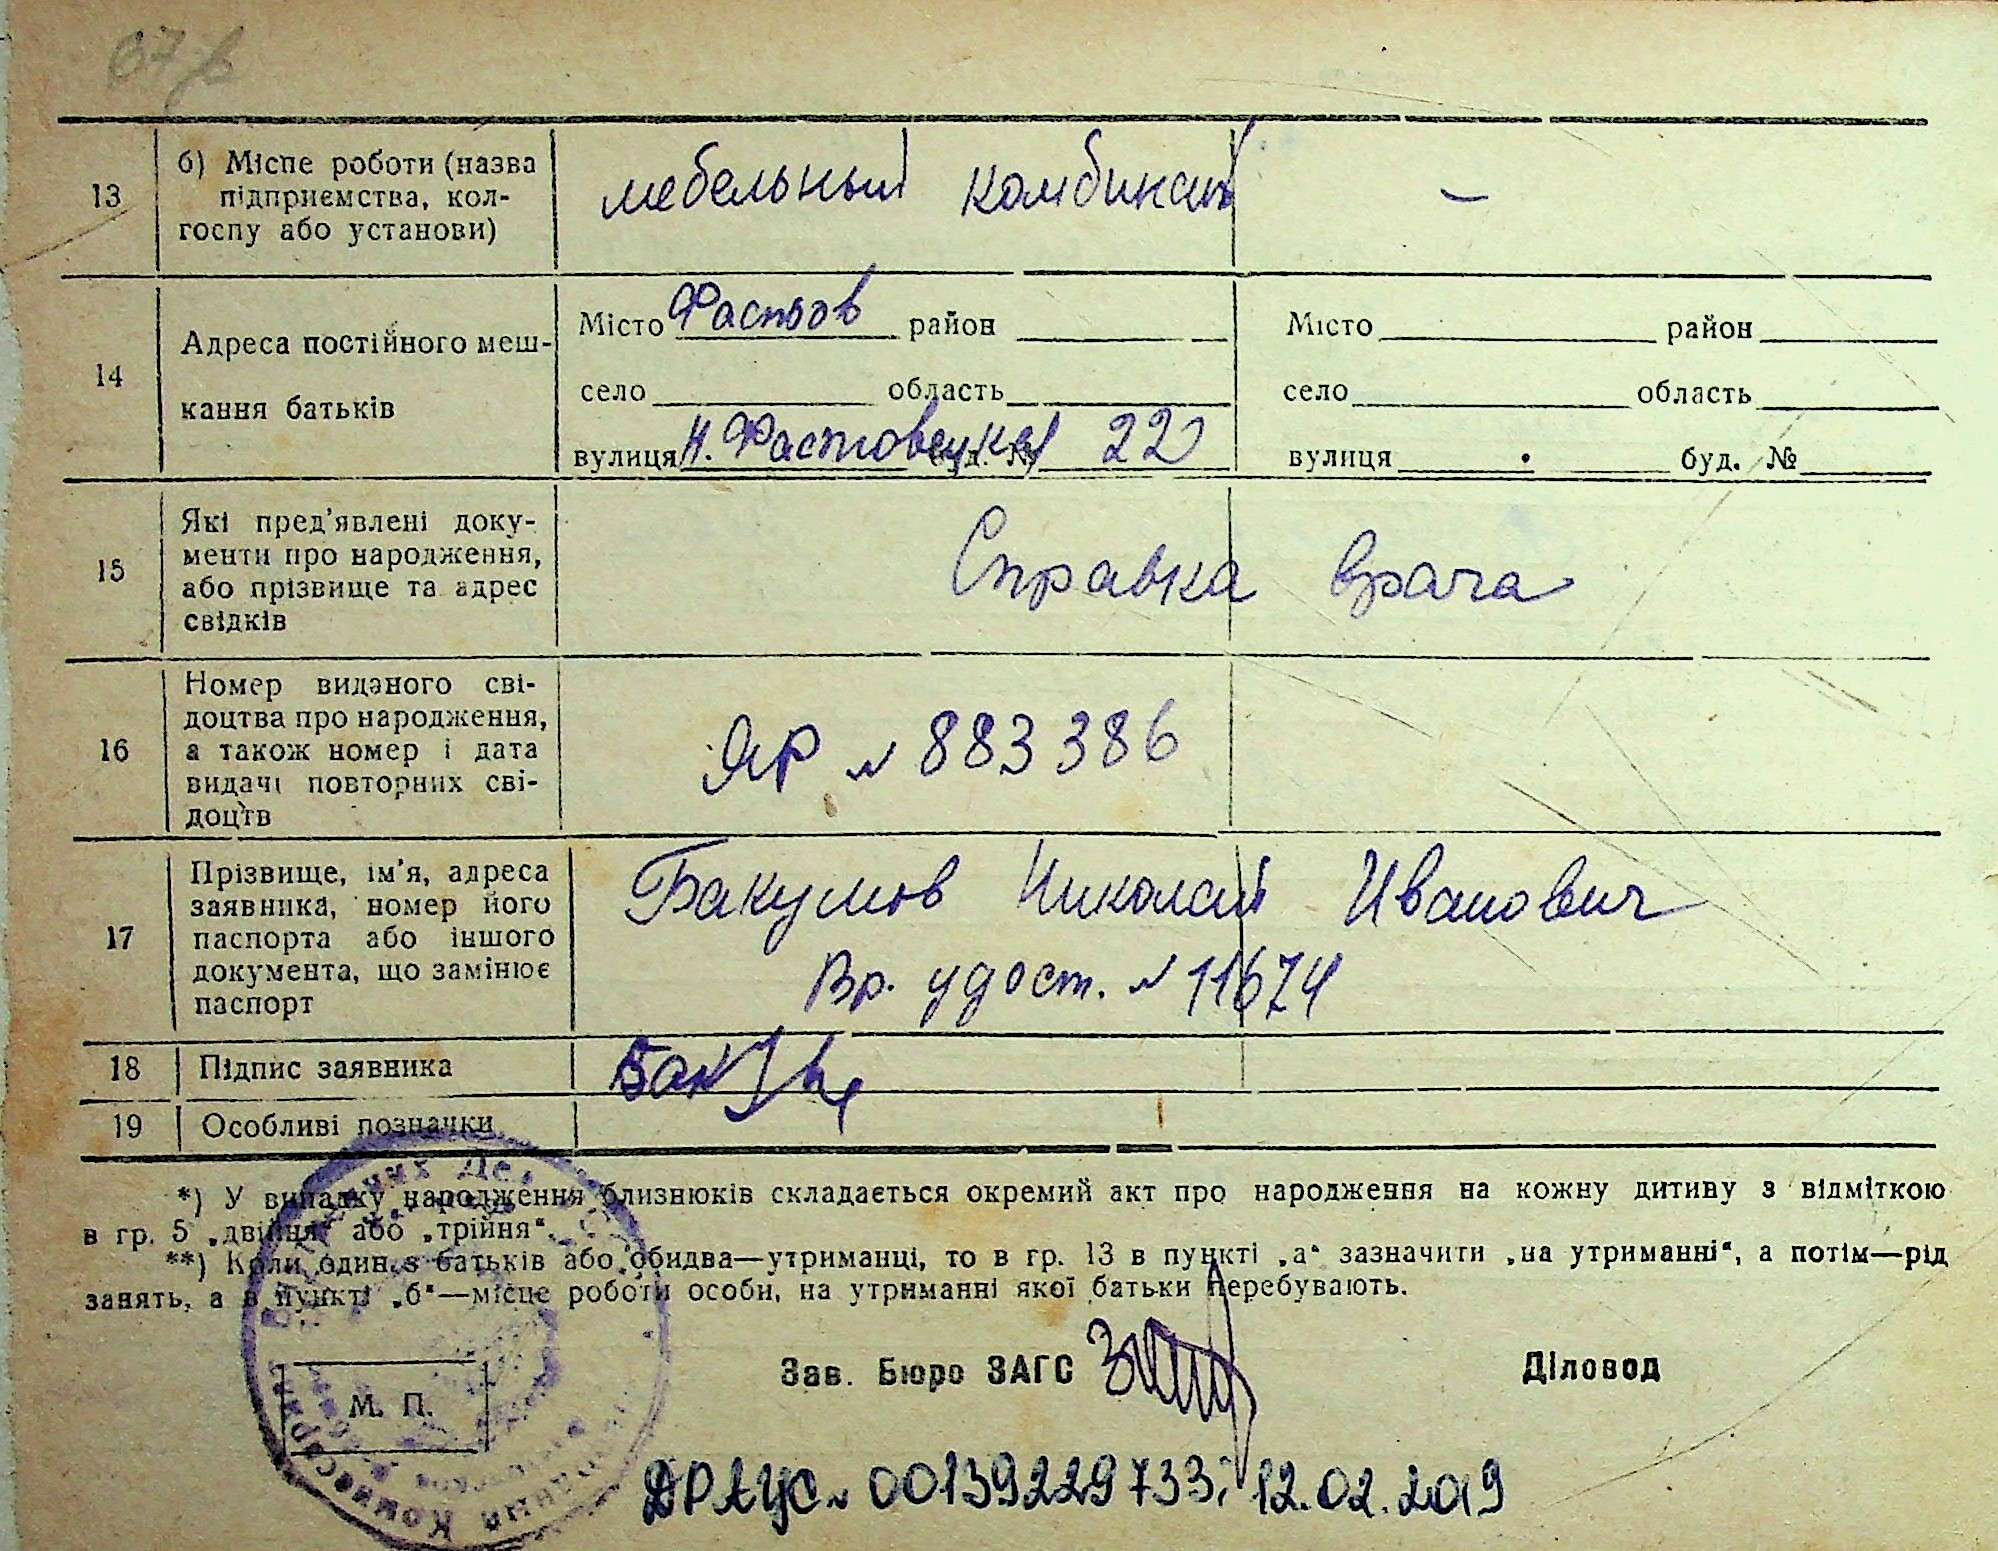 13
б) Місце роботи (назва
підприємства, кол-
госпу або установи)
мебельный комбинат
—
14
Адреса постійного меш-
кання батьків
Місто Фастов район
село область
вулиця Н. Фастовецкая буд. № 22
Місто район
село область
вулиця буд. №
15
Які пред'явлені доку-
менти про народження,
або прізвище та адрес
свідків
Справка врача
16
Номер виданого сві-
доцтва про народження,
а також номер і дата
видачі повторних сві-
доцтв
ЯР № 883386
17
Прізвище, ім'я, адреса
заявника, номер його
паспорта або іншого
документа, що замінює
паспорт
Бакумов Николай Иванович
Вр. удост. № 11674
18
Підпис заявника
19
Особливі позначки
*) У випадку народження близнюків складається окремий акт про народження на кожну дитину з відміткою
в гр. 5 „двійня“ або „трійня“.
**) Коли один з батьків або обидва—утриманці, то в гр. 13 в пункті „а“ зазначити „на утриманні“, а потім—рід
занять, а в пункті „б“—місце роботи особи, на утриманні якої батьки перебувають.
Зав. Бюро ЗАГС
Діловод
М. П.
ДРАЦС № 00139229733; 12.02.2019